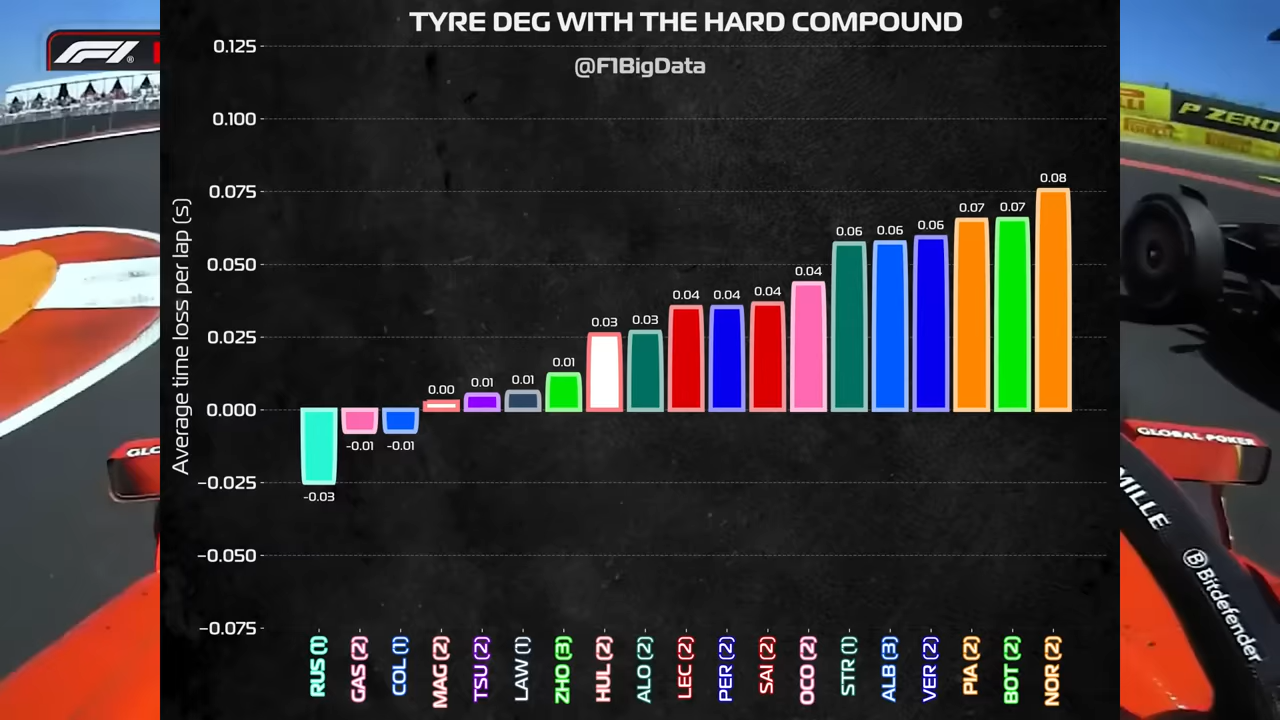 TYRE DEG WITH THE HARD COMPOUND
@F1BigData
Average time loss per lap (s)
0.125
0.100
0.075
0.050
0.025
0.000
−0.025
−0.050
−0.075
-0.03
-0.01
-0.01
0.00
0.01
0.01
0.01
0.03
0.03
0.04
0.04
0.04
0.04
0.06
0.06
0.06
0.07
0.07
0.08
RUS (1)
GAS (2)
COL (1)
MAG (2)
TSU (2)
LAW (1)
ZHO (3)
HUL (2)
ALO (2)
LEC (2)
PER (2)
SAI (2)
OCO (2)
STR (1)
ALB (3)
VER (2)
PIA (2)
BOT (2)
NOR (2)
F1
P ZERO
GLOBAL POKER
MILLE
Bitdefender